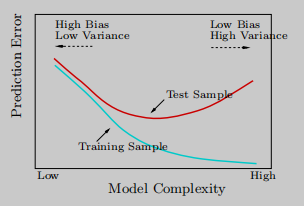 High Bias
Low Variance
Low Bias
High Variance
Prediction Error
Test Sample
Training Sample
Low
High
Model Complexity